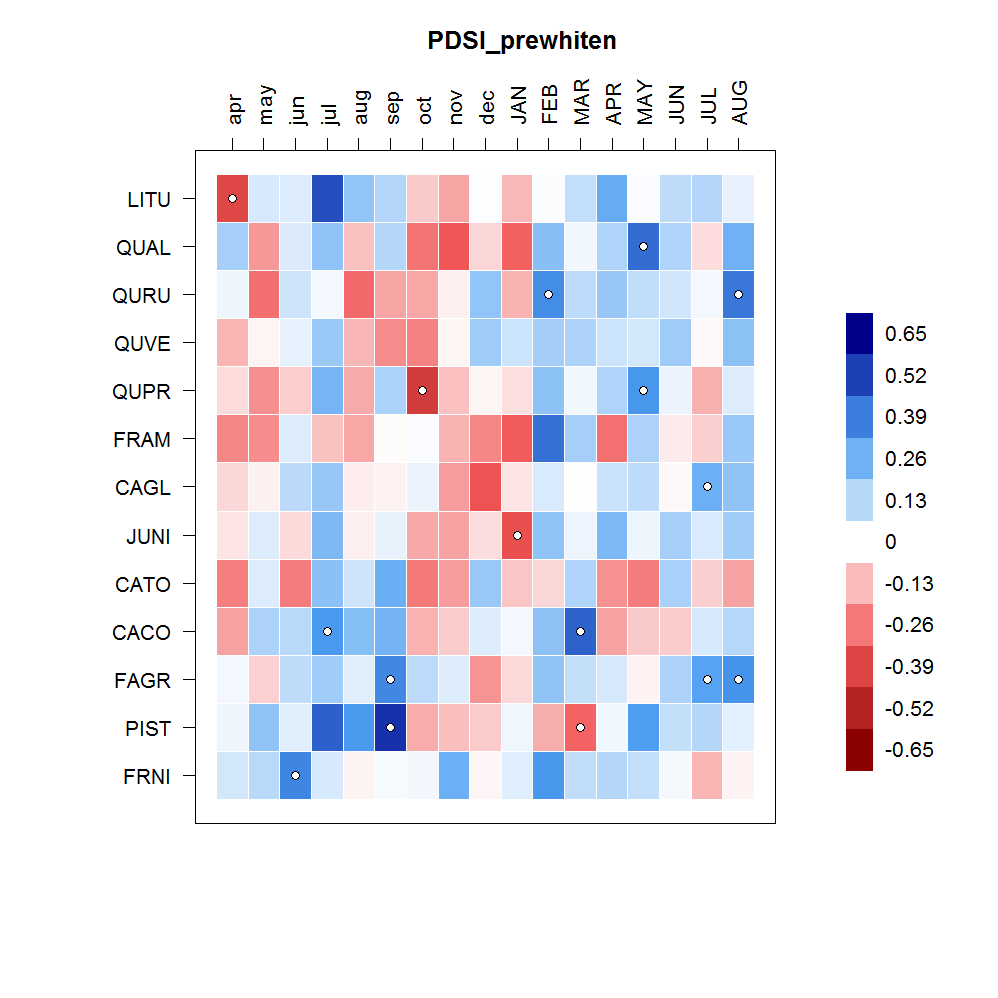 PDSI_prewhiten
apr may jun jul aug sep oct nov dec JAN FEB MAR APR MAY JUN JUL AUG
LITU
QUAL
QURU
QUVE
QUPR
FRAM
CAGL
JUNI
CATO
CACO
FAGR
PIST
FRNI
0.65
0.52
0.39
0.26
0.13
0
-0.13
-0.26
-0.39
-0.52
-0.65